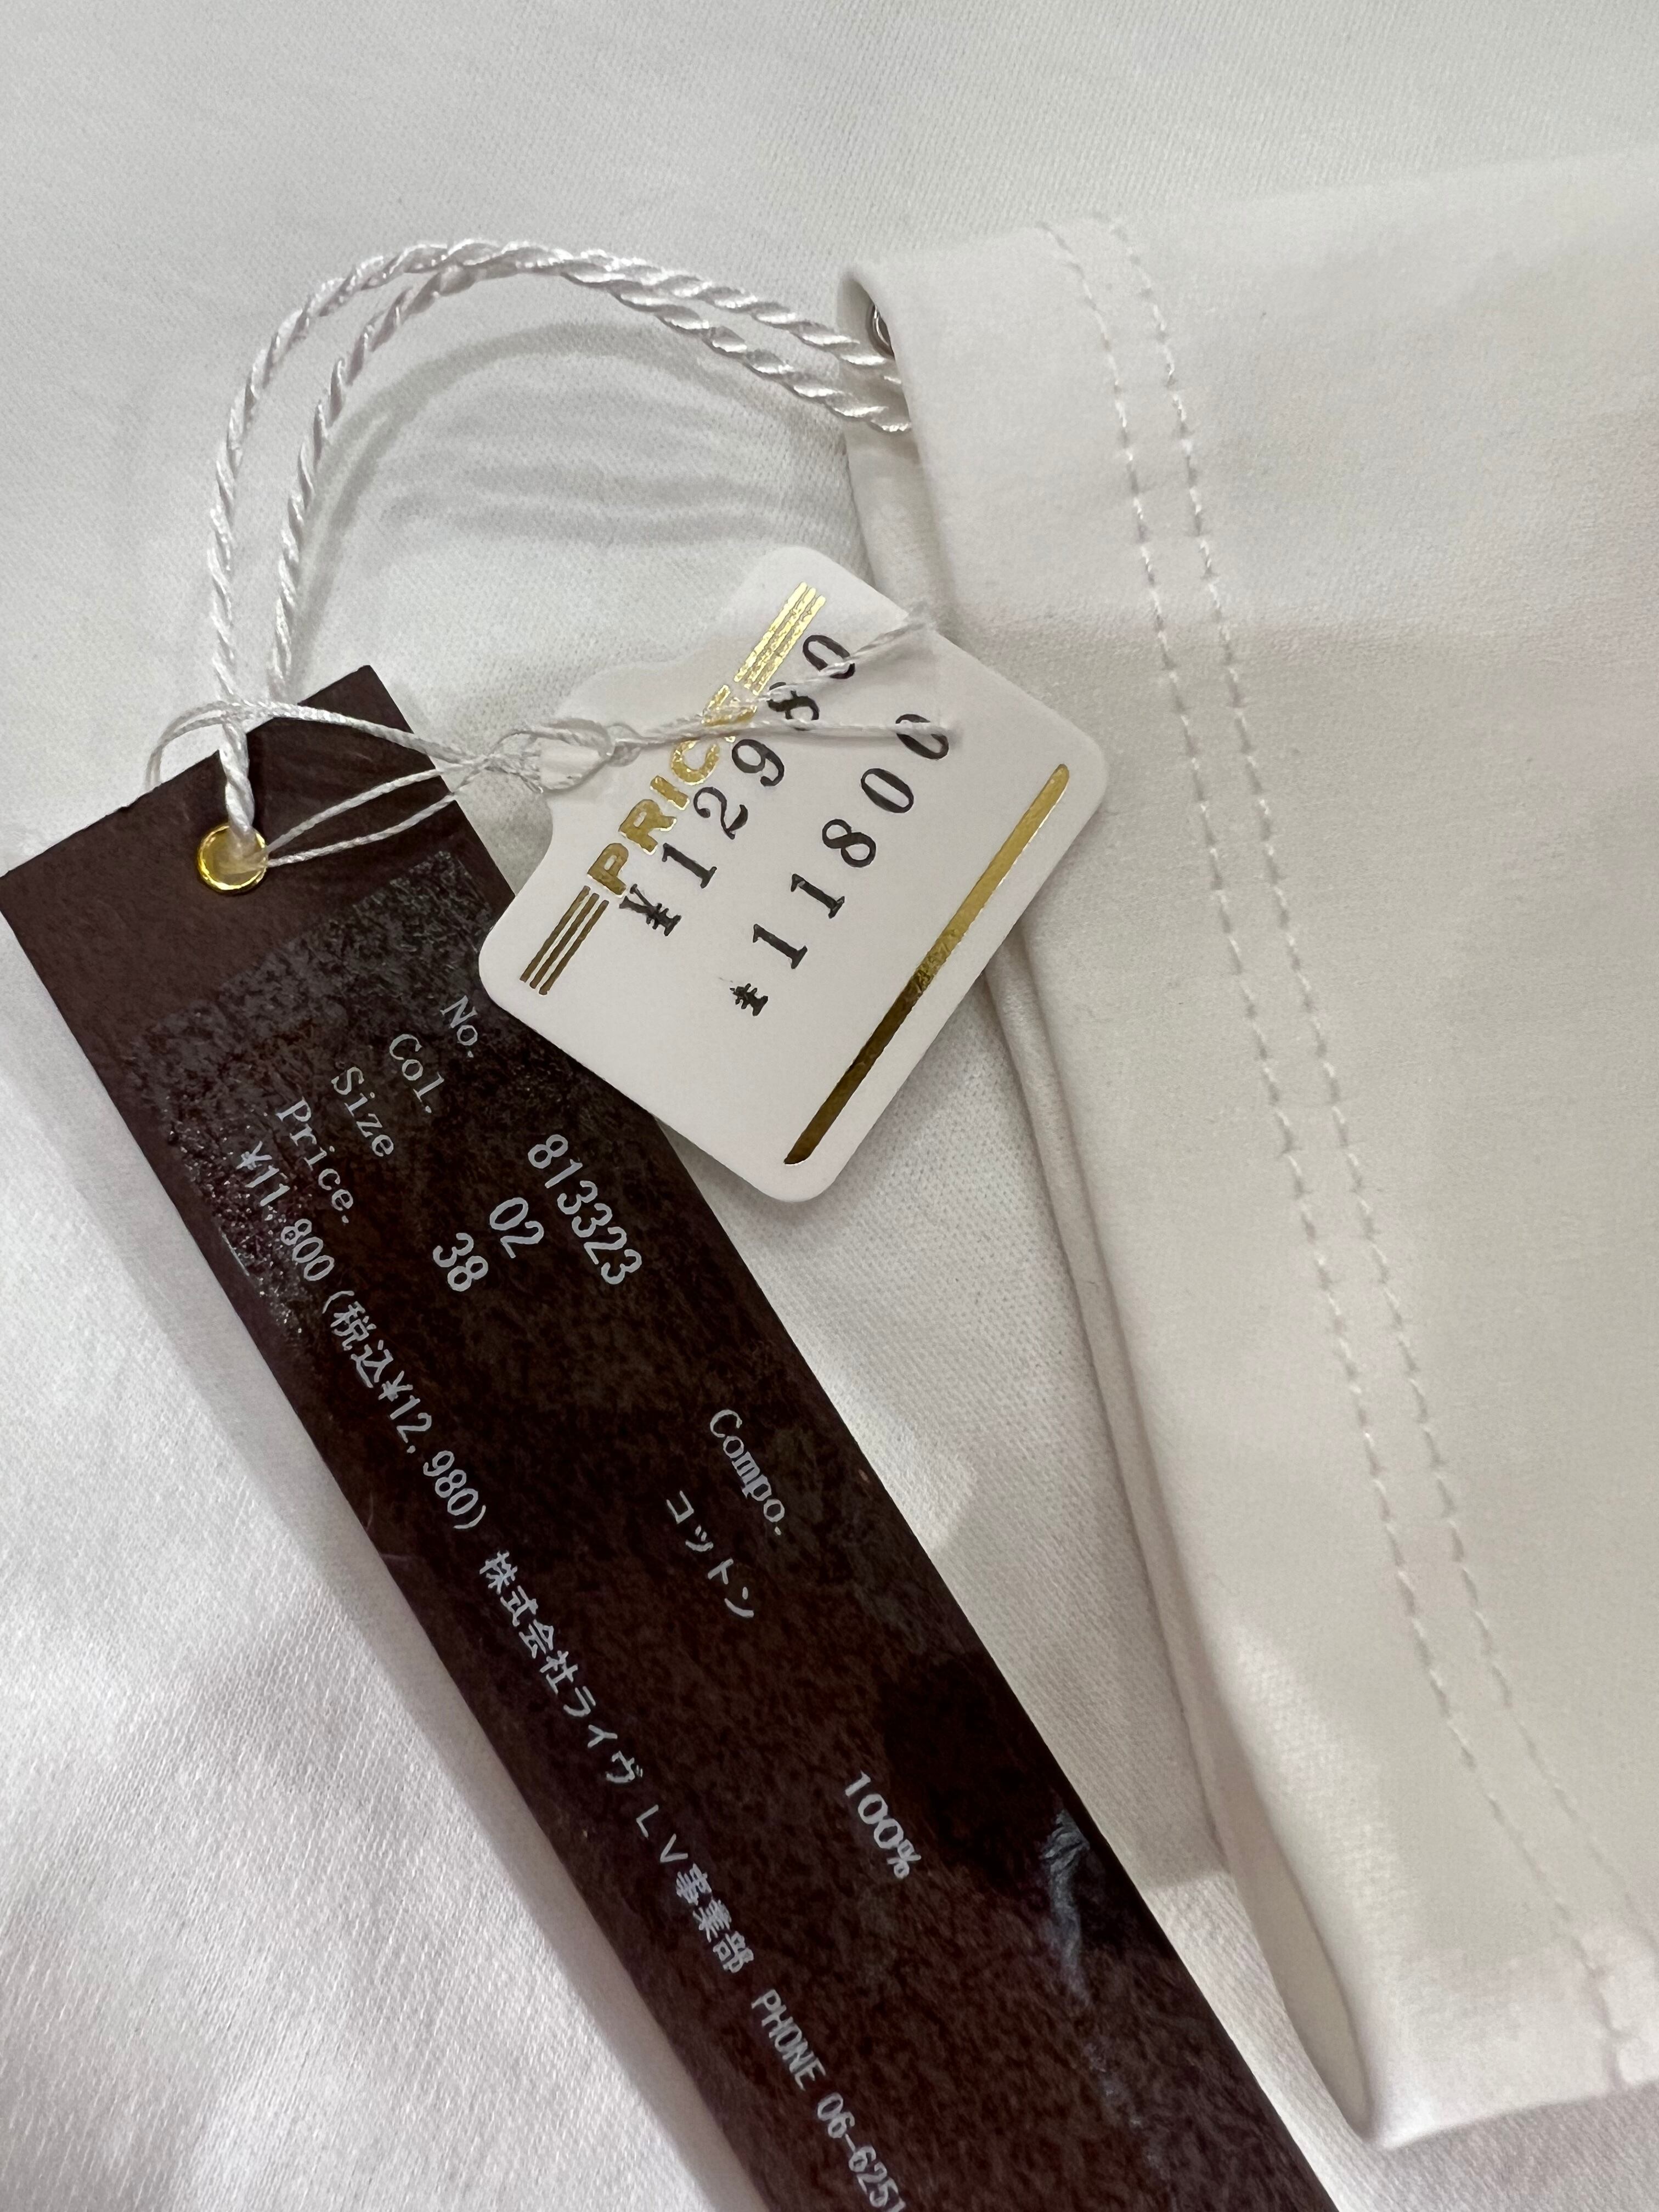 PRICE
¥12980
¥11800
No. 813323
Col. 02
Size 38
Price.
¥11,800(税込¥12,980)
Compo.
コットン 100%
株式会社ライヴ LV事業部 PHONE 06-6251